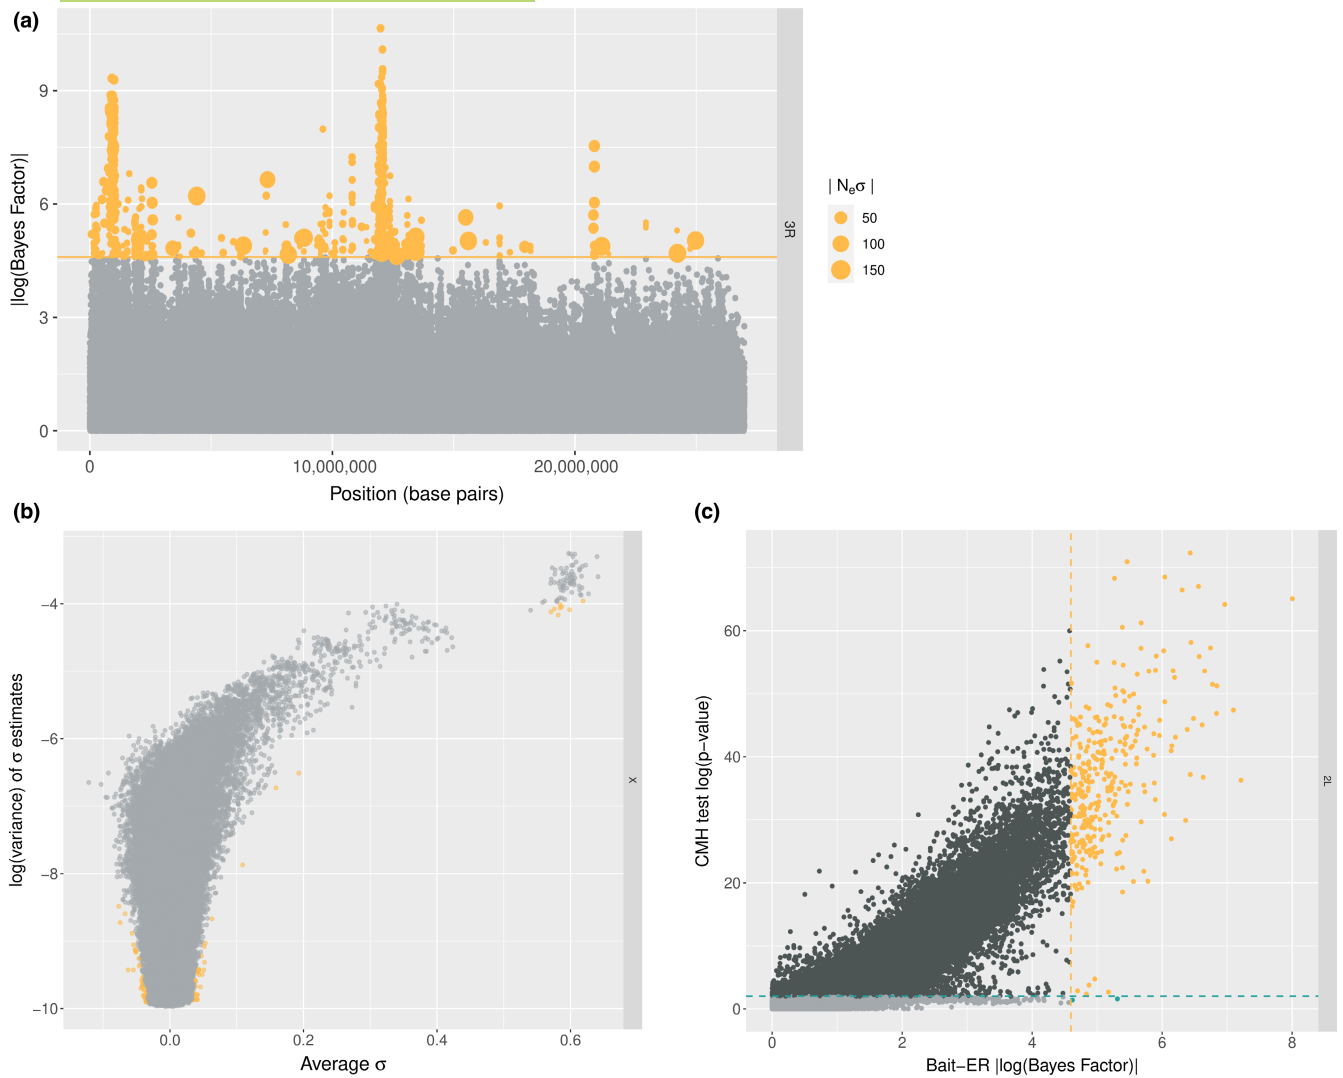 (a)
9
6
3
0
|log(Bayes Factor)|
3R
0
10,000,000
20,000,000
Position (base pairs)
| Nₑσ |
50
100
150
(b)
−4
−6
−8
−10
log(variance) of σ estimates
X
0.0
0.2
0.4
0.6
Average σ
(c)
60
40
20
0
CMH test log(p−value)
2L
0
2
4
6
8
Bait−ER |log(Bayes Factor)|